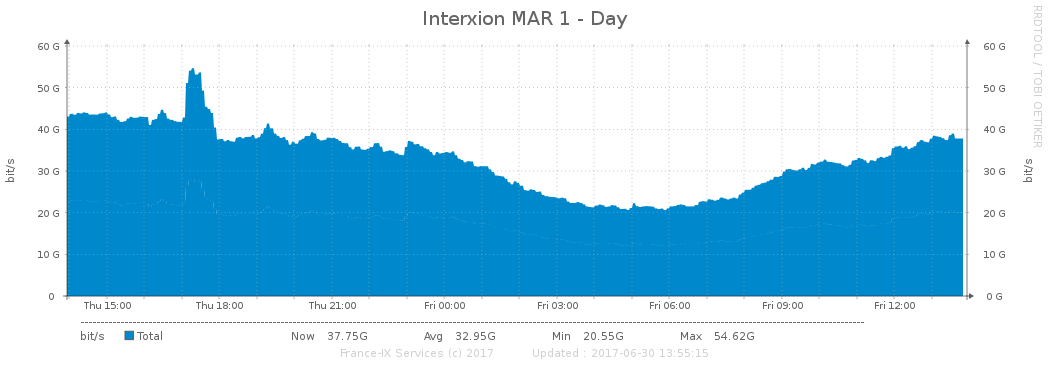 Interxion MAR 1 - Day
RRDTOOL / TOBI OETIKER
bit/s
60 G 60 G
50 G 50 G
40 G 40 G
30 G 30 G
20 G 20 G
10 G 10 G
0 0 G
bit/s
Thu 15:00 Thu 18:00 Thu 21:00 Fri 00:00 Fri 03:00 Fri 06:00 Fri 09:00 Fri 12:00
bit/s Total Now 37.75G Avg 32.95G Min 20.55G Max 54.62G
France-IX Services (c) 2017 Updated : 2017-06-30 13:55:15